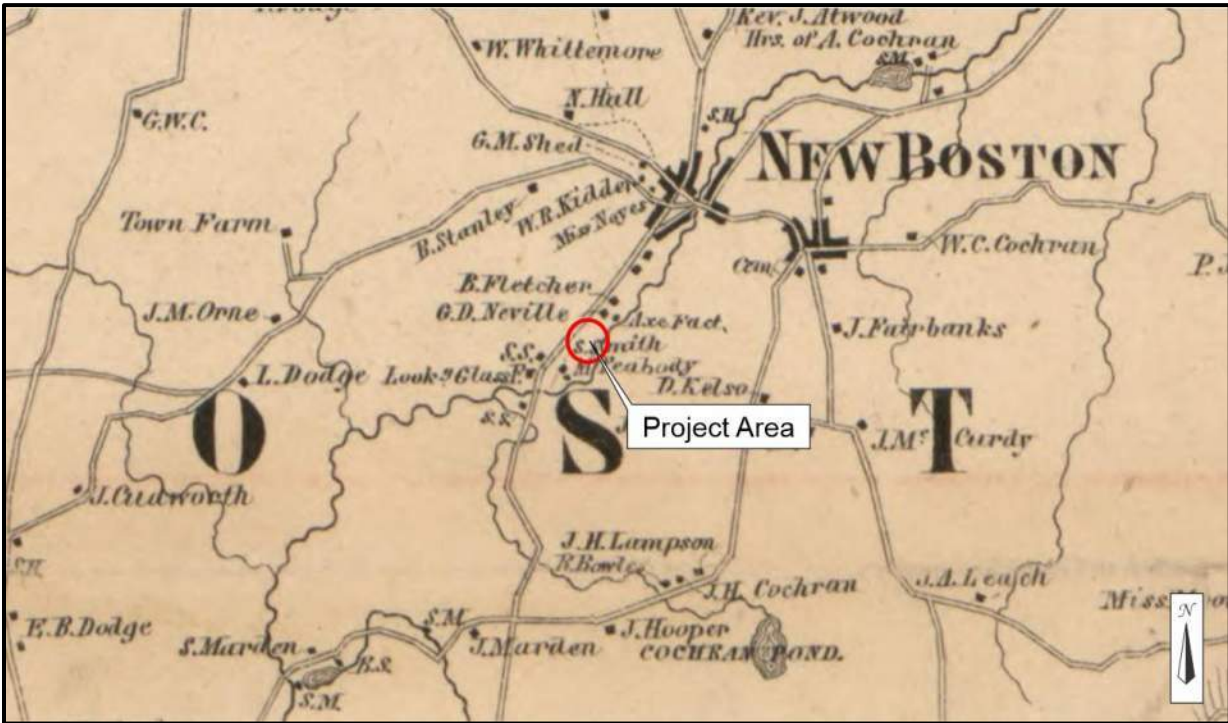 Rev. J. Atwood
Hrs. of A. Cochran
S.M.
W. Whittemore
G.W.C.
N. Hall
S.H.
G.M. Shed
NEW BOSTON
W.R. Kidder
Miss Noyes
B. Stanley
Town Farm
W.C. Cochran
Cem.
P. J
B. Fletcher
G.D. Neville
Axe Fact.
J.M. Orne
J. Fairbanks
S. Smith
S.S.
M. Peabody
Look'g Glass F.
L. Dodge
D. Kelso
S.S.
O S T
Project Area
J. Mc Curdy
J. Cudworth
J.H. Lampson
R. Bowles
J.H. Cochran
J.A. Leach
Miss
S.H.
E.B. Dodge
S.M.
S. Marden
J. Marden
J. Hooper
COCHRAN POND.
B.S.
S.M.
N